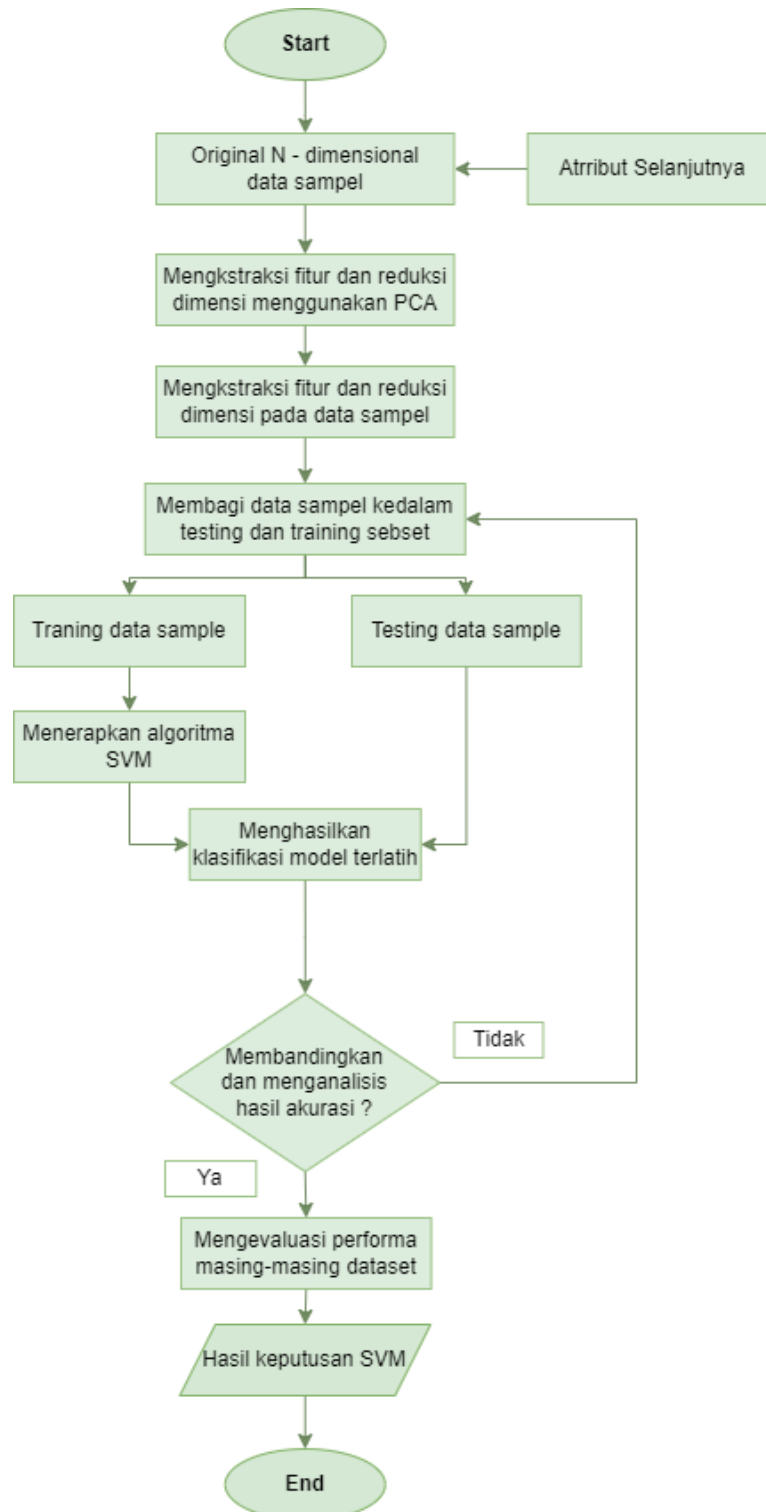 Start
Original N - dimensional
data sampel
Atrribut Selanjutnya
Mengkstraksi fitur dan reduksi
dimensi menggunakan PCA
Mengkstraksi fitur dan reduksi
dimensi pada data sampel
Membagi data sampel kedalam
testing dan training sebset
Traning data sample
Testing data sample
Menerapkan algoritma
SVM
Menghasilkan
klasifikasi model terlatih
Membandingkan
dan menganalisis
hasil akurasi ?
Tidak
Ya
Mengevaluasi performa
masing-masing dataset
Hasil keputusan SVM
End